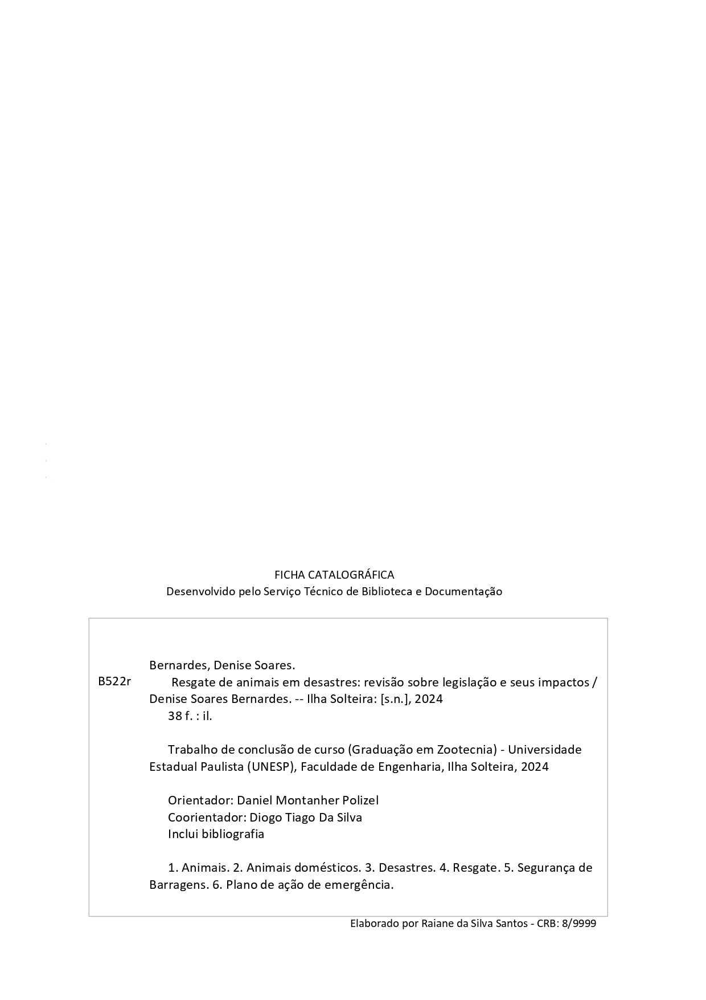 FICHA CATALOGRÁFICA
Desenvolvido pelo Serviço Técnico de Biblioteca e Documentação
Bernardes, Denise Soares.
B522r
Resgate de animais em desastres: revisão sobre legislação e seus impactos /
Denise Soares Bernardes. -- Ilha Solteira: [s.n.], 2024
38 f. : il.
Trabalho de conclusão de curso (Graduação em Zootecnia) - Universidade
Estadual Paulista (UNESP), Faculdade de Engenharia, Ilha Solteira, 2024
Orientador: Daniel Montanher Polizel
Coorientador: Diogo Tiago Da Silva
Inclui bibliografia
1. Animais. 2. Animais domésticos. 3. Desastres. 4. Resgate. 5. Segurança de
Barragens. 6. Plano de ação de emergência.
Elaborado por Raiane da Silva Santos - CRB: 8/9999